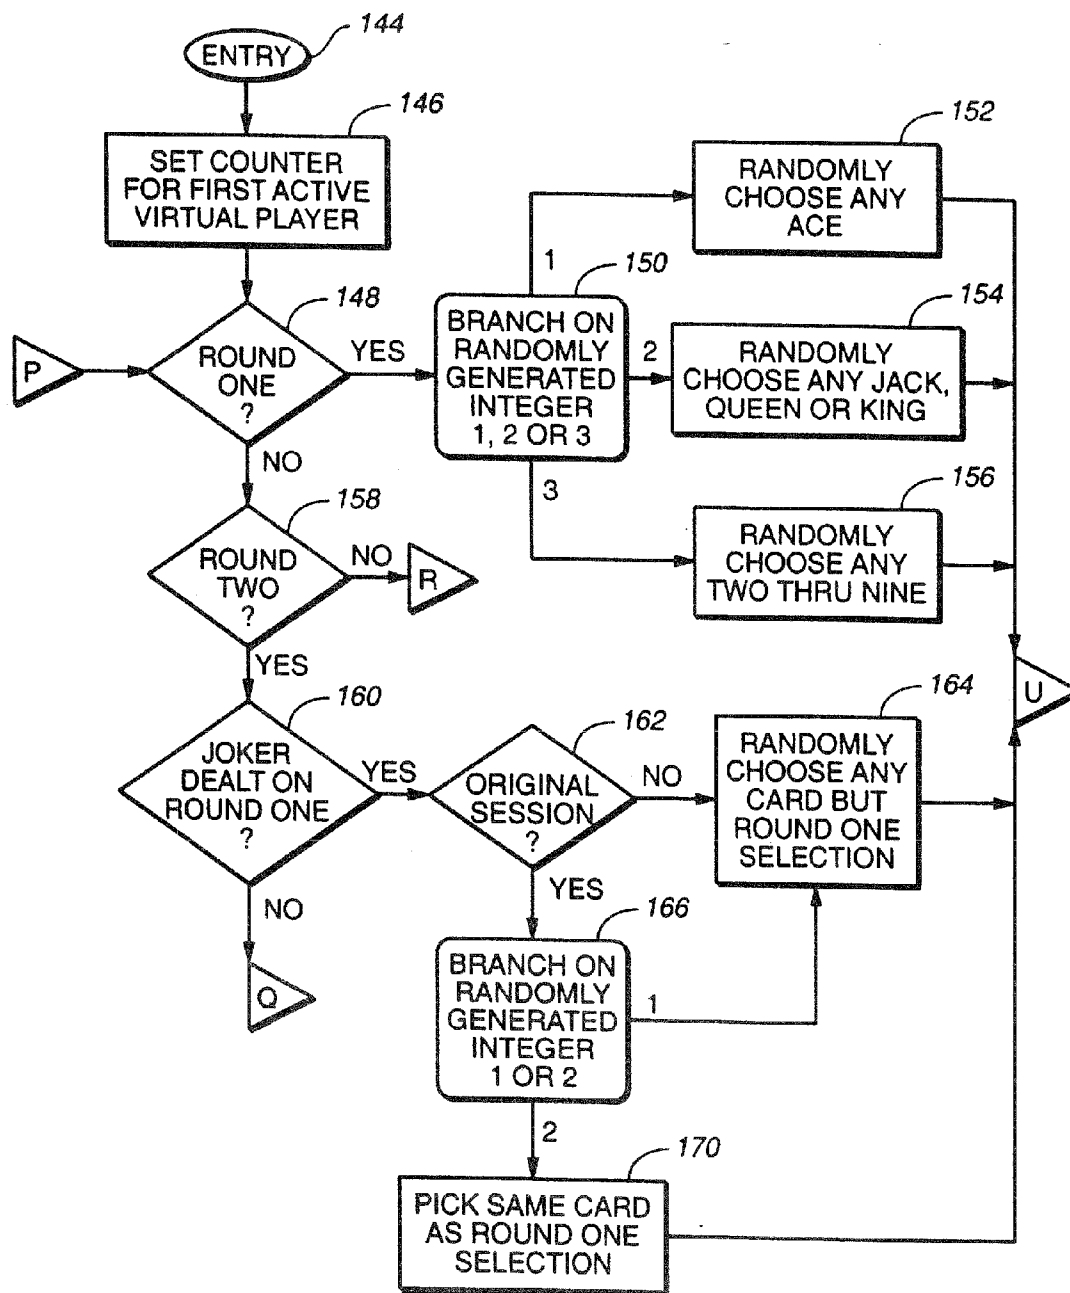 144
ENTRY
146
SET COUNTER
FOR FIRST ACTIVE
VIRTUAL PLAYER
152
RANDOMLY
CHOOSE ANY
ACE
1
148
ROUND
ONE
?
P
YES
150
BRANCH ON
RANDOMLY
GENERATED
INTEGER
1, 2 OR 3
2
154
RANDOMLY
CHOOSE ANY JACK,
QUEEN OR KING
NO
3
156
RANDOMLY
CHOOSE ANY
TWO THRU NINE
158
ROUND
TWO
?
NO
R
YES
U
160
JOKER
DEALT ON
ROUND ONE
?
YES
162
ORIGINAL
SESSION
?
NO
164
RANDOMLY
CHOOSE ANY
CARD BUT
ROUND ONE
SELECTION
NO
Q
YES
166
BRANCH ON
RANDOMLY
GENERATED
INTEGER
1 OR 2
1
2
170
PICK SAME CARD
AS ROUND ONE
SELECTION